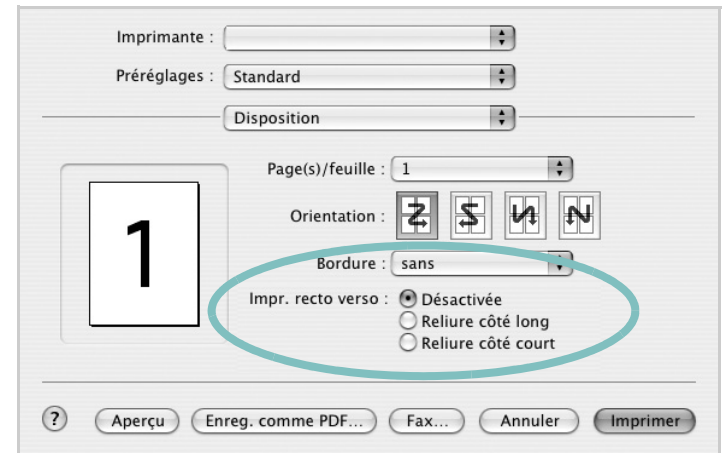 Imprimante :
Préréglages : Standard
Disposition
Page(s)/feuille : 1
Orientation :
1
Bordure : sans
Impr. recto verso : Désactivée
Reliure côté long
Reliure côté court
? Aperçu Enreg. comme PDF... Fax... Annuler Imprimer